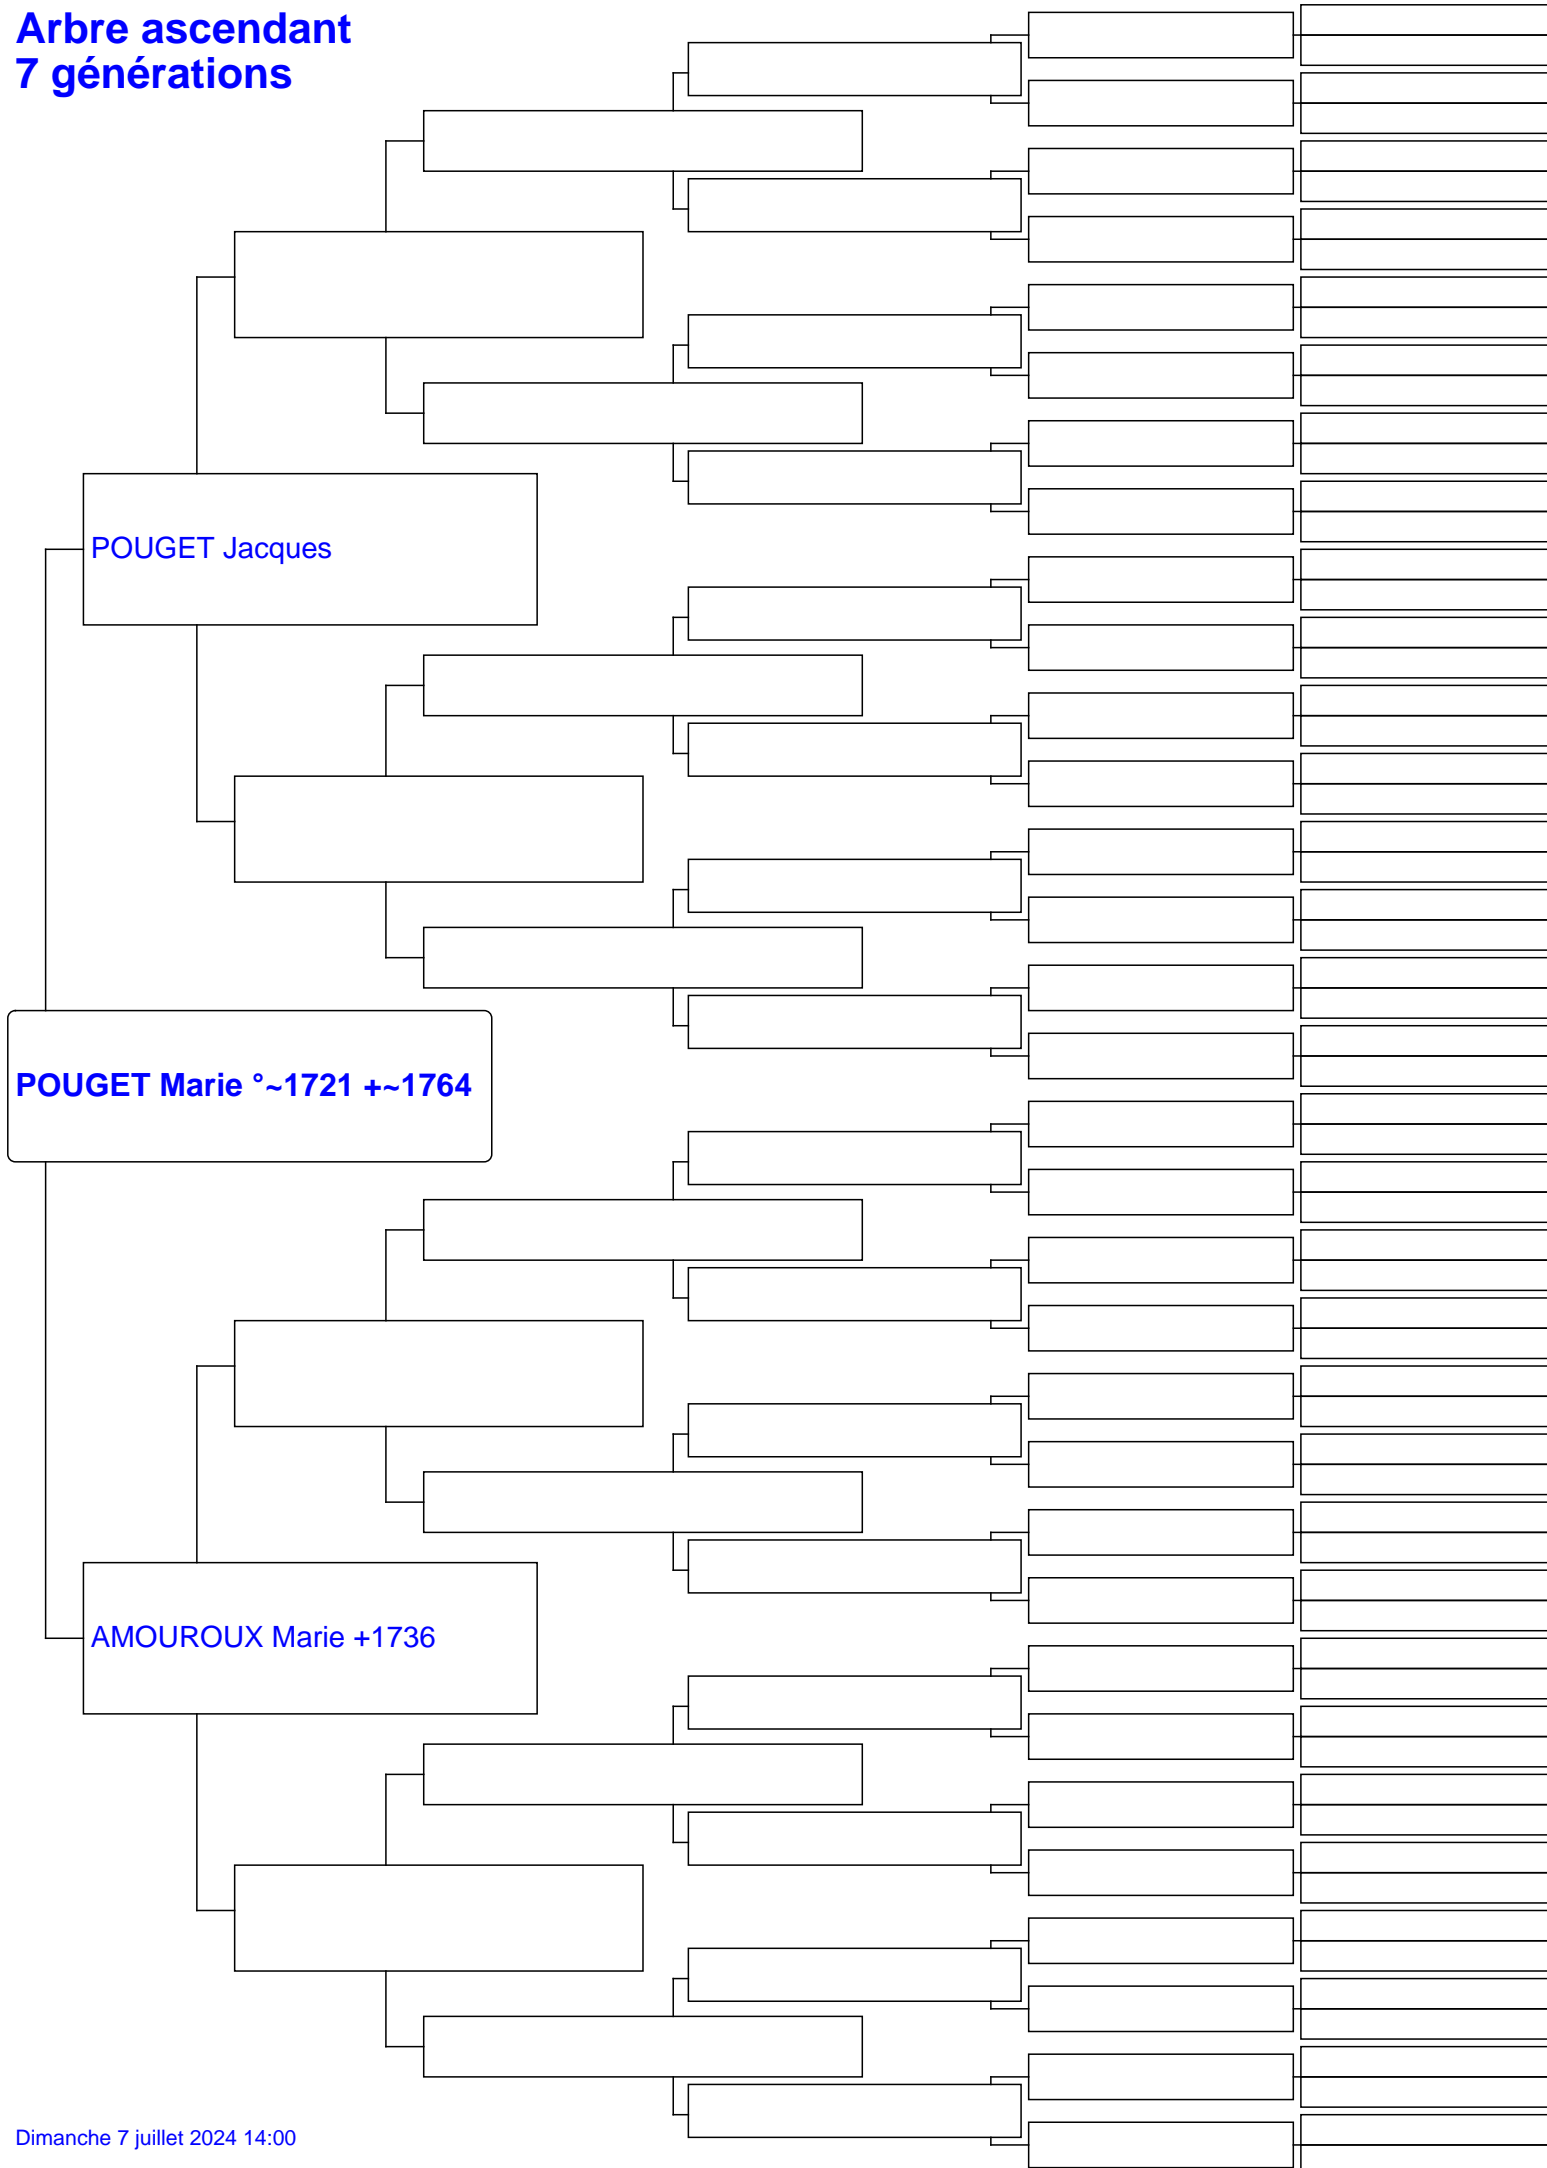 Arbre ascendant
7 générations
POUGET Jacques
POUGET Marie °~1721 +~1764
AMOUROUX Marie +1736
Dimanche 7 juillet 2024 14:00